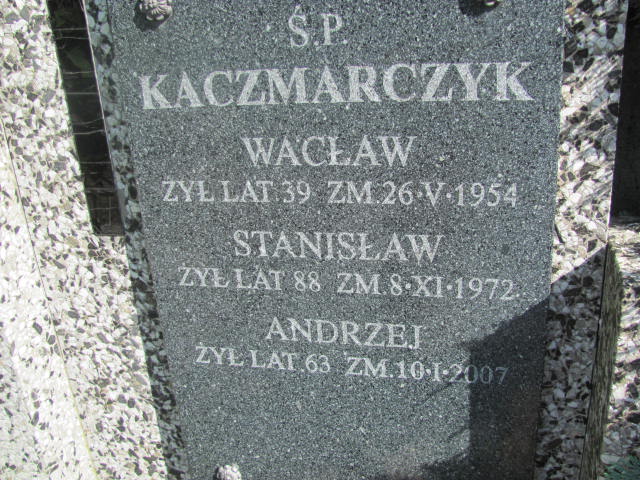 Ś.P.
KACZMARCZYK
WACŁAW
ŻYŁ LAT 39 ZM. 26·V·1954
STANISŁAW
ŻYŁ LAT 88 ZM. 8·XI·1972.
ANDRZEJ
ŻYŁ LAT 63 ZM. 10·I·2007